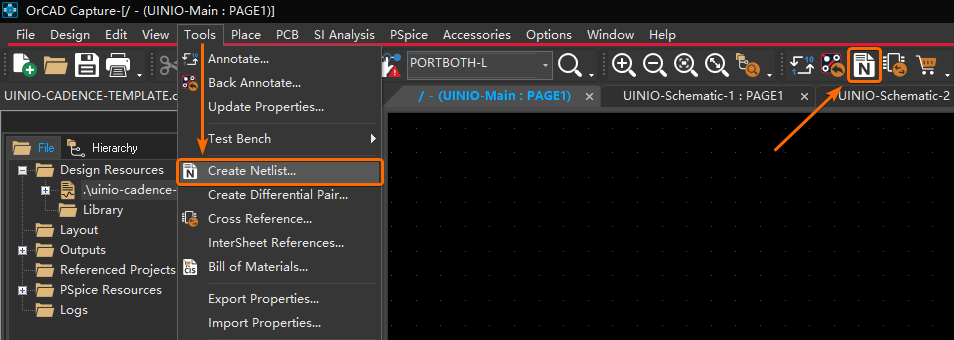 OrCAD Capture-[/ - (UINIO-Main : PAGE1)]
File Design Edit View Tools Place PCB SI Analysis PSpice Accessories Options Window Help
PORTBOTH-L
UINIO-CADENCE-TEMPLATE.
/ - (UINIO-Main : PAGE1) UINIO-Schematic-1 : PAGE1 UINIO-Schematic-2
File Hierarchy
Design Resources
.\uinio-cadence-
Library
Layout
Outputs
Referenced Projects
PSpice Resources
Logs
Annotate...
Back Annotate...
Update Properties...
Test Bench
N Create Netlist...
Create Differential Pair...
Cross Reference...
InterSheet References...
CIS Bill of Materials...
Export Properties...
Import Properties...
U 10
N
U 10